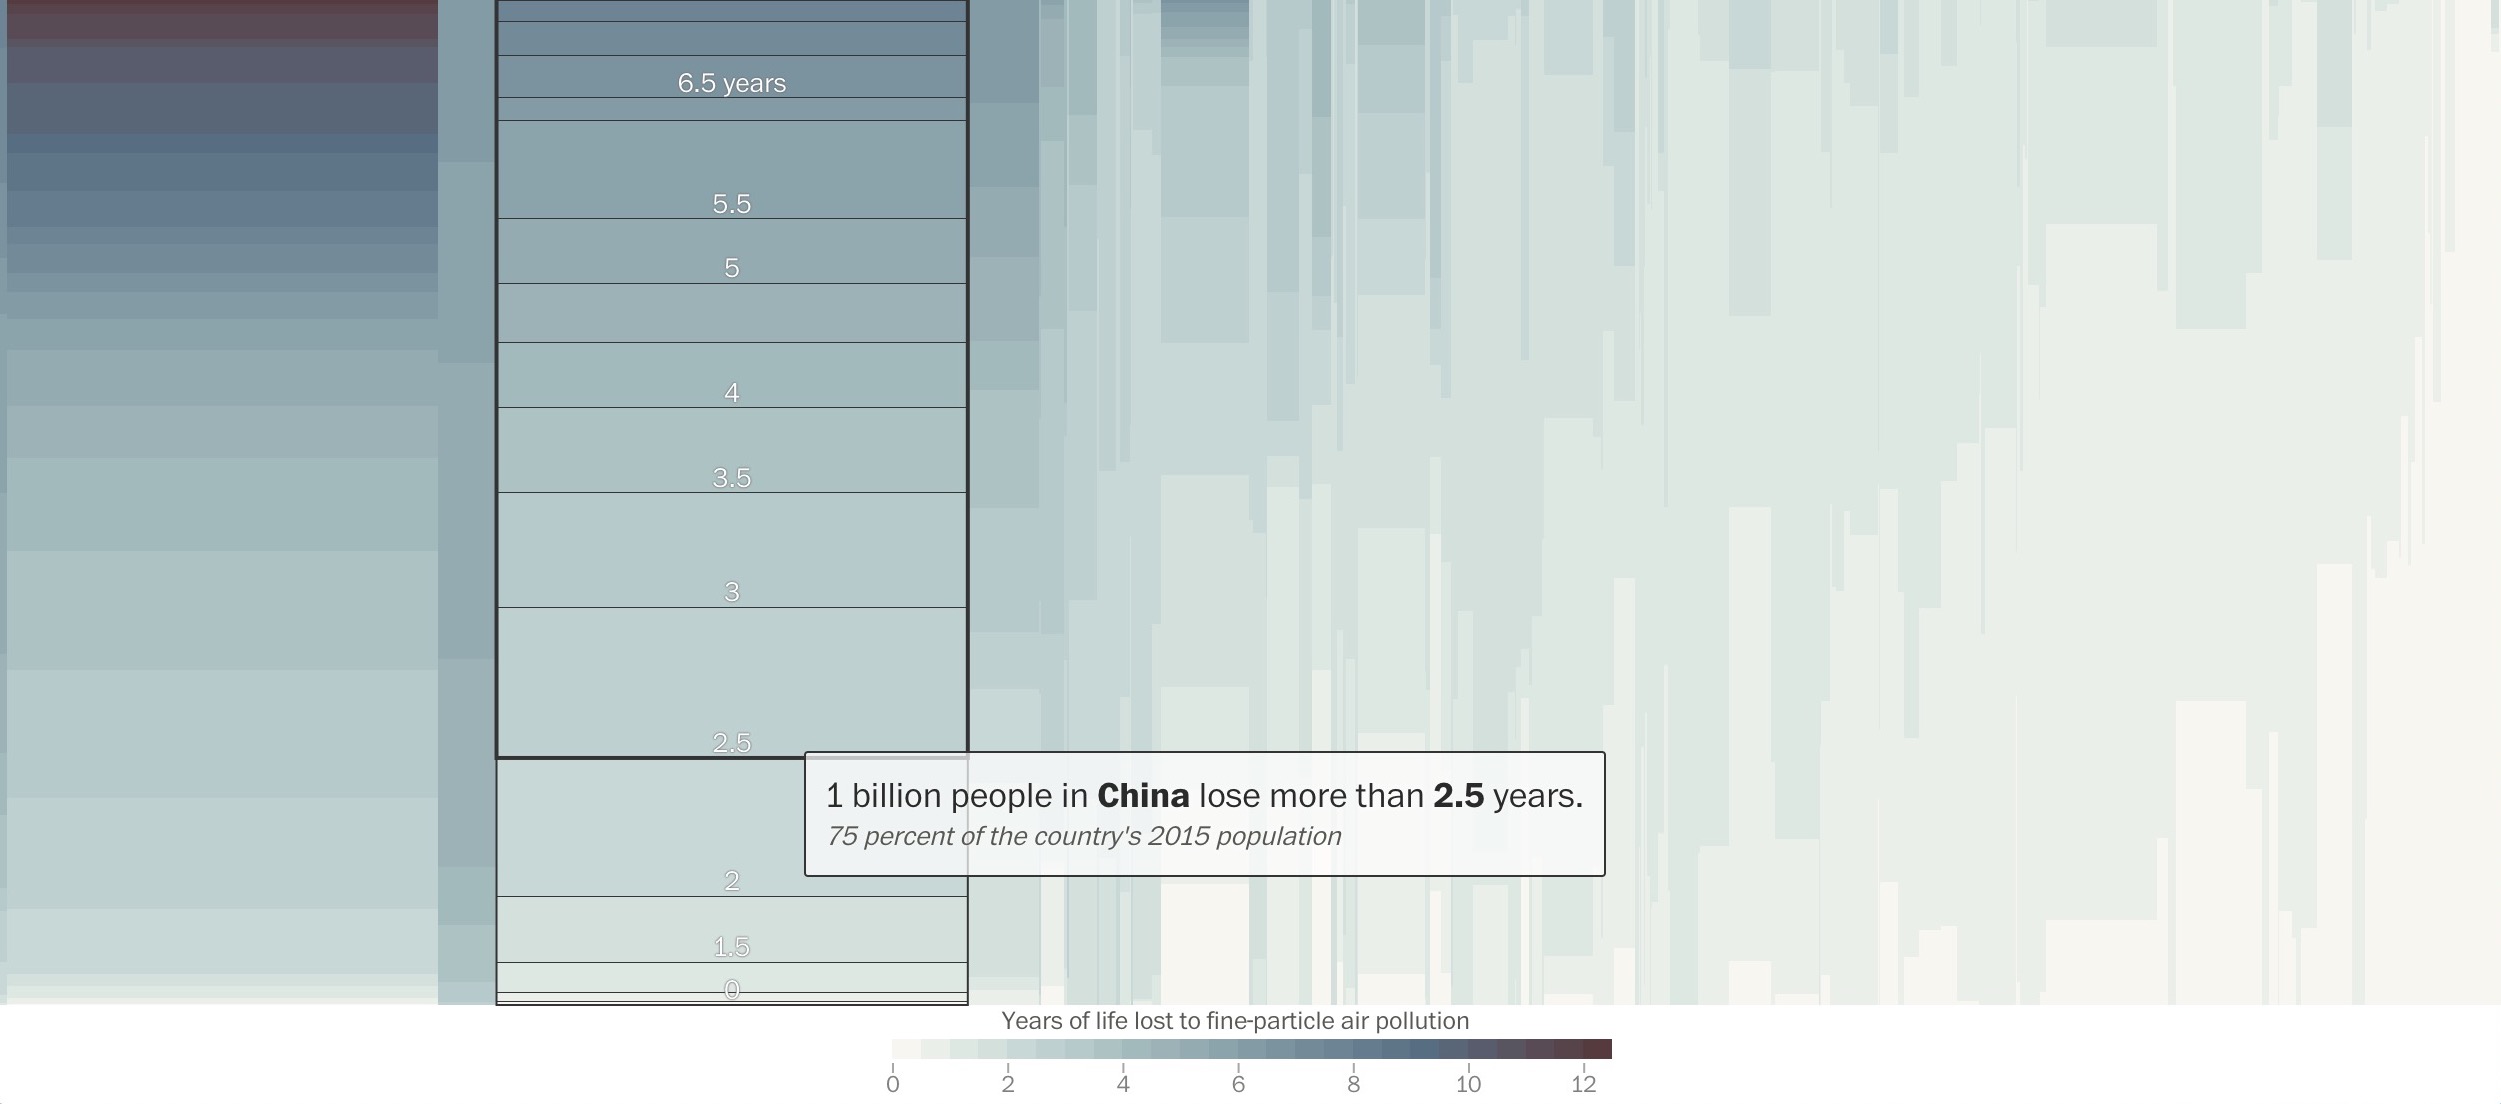 6.5 years
5.5
5
4
3.5
3
2.5
1 billion people in China lose more than 2.5 years.
75 percent of the country's 2015 population
2
1.5
0
Years of life lost to fine-particle air pollution
0 2 4 6 8 10 12